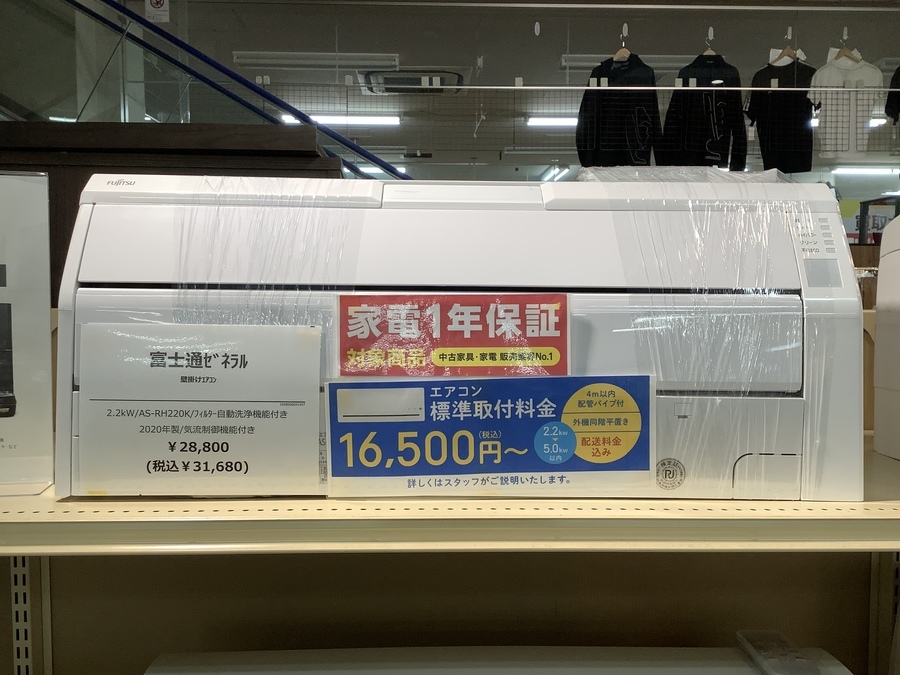 FUJITSU
富士通ｾﾞﾈﾗﾙ
壁掛けｴｱｺﾝ
2.2kW/AS-RH220K/ﾌｨﾙﾀｰ自動洗浄機能付き
2020年製/気流制御機能付き
￥28,800
(税込￥31,680)
家電1年保証
対象商品
中古家具・家電 販売実績No.1
エアコン
標準取付料金
16,500円～
(税込)
2.2kw
5.0kw
以内
4m以内
配管パイプ付
外機同階平置き
配送料金
込み
詳しくはスタッフがご説明いたします。
買取